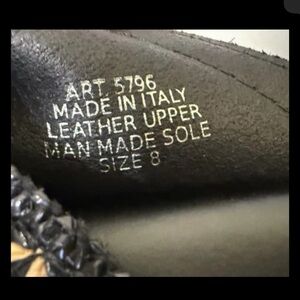 ART. 5796
MADE IN ITALY
LEATHER UPPER
MAN MADE SOLE
SIZE 8